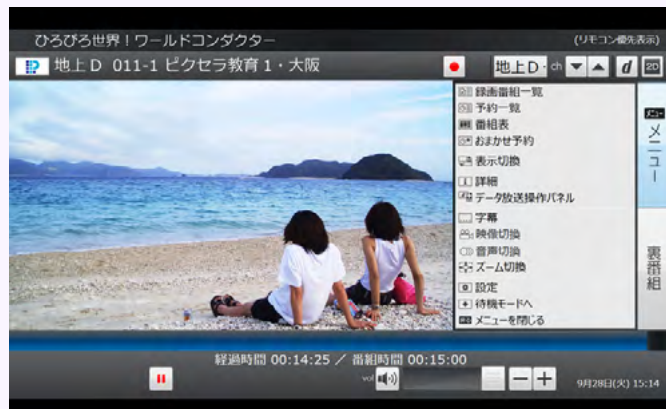 ひろびろ世界！ワールドコンダクター
(リモコン優先表示)
地上D 011-1 ピクセラ教育1・大阪
地上D・ ch d 2D
録画番組一覧
予約一覧
番組表
おまかせ予約
表示切換
詳細
データ放送操作パネル
字幕
映像切換
音声切換
ズーム切換
設定
待機モードへ
メニューを閉じる
メニュー
裏番組
経過時間 00:14:25 / 番組時間 00:15:00
vol
9月28日(火) 15:14